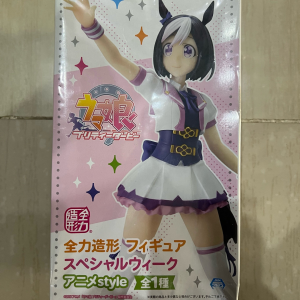 ウマ娘
プリティーダービー
全力造形
全力造形 フィギュア
スペシャルウィーク
アニメstyle 全1種